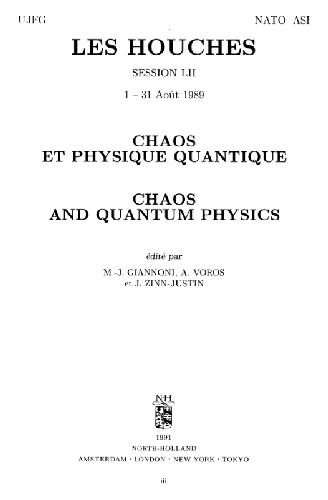 UJFG NATO ASI
LES HOUCHES
SESSION LII
1 – 31 Août 1989
CHAOS
ET PHYSIQUE QUANTIQUE
CHAOS
AND QUANTUM PHYSICS
édité par
M.-J. GIANNONI, A. VOROS
et J. ZINN-JUSTIN
NH
1991
NORTH-HOLLAND
AMSTERDAM · LONDON · NEW YORK · TOKYO
iii